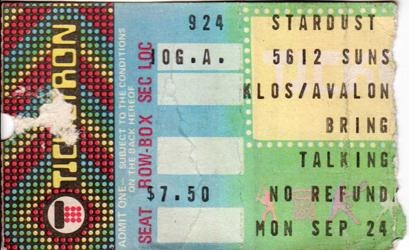 TICKETRON
ADMIT ONE— SUBJECT TO THE CONDITIONS
ON THE BACK HEREOF
SEAT ROW-BOX SEC LOC
924
OG.A.
$7.50
STARDUST
5612 SUNS
KLOS/AVALON
BRING
TALKING
NO REFUND
MON SEP 24